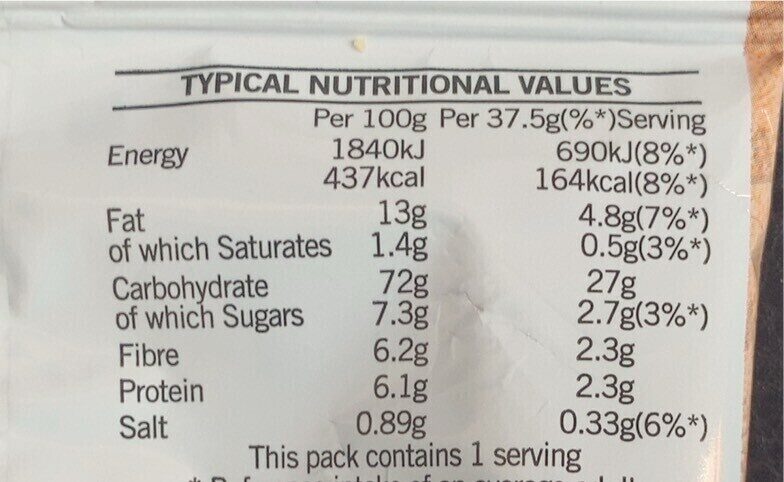 TYPICAL NUTRITIONAL VALUES
Per 100g Per 37.5g(%*)Serving
Energy 1840kJ 690kJ(8%*)
437kcal 164kcal(8%*)
Fat 13g 4.8g(7%*)
of which Saturates 1.4g 0.5g(3%*)
Carbohydrate 72g 27g
of which Sugars 7.3g 2.7g(3%*)
Fibre 6.2g 2.3g
Protein 6.1g 2.3g
Salt 0.89g 0.33g(6%*)
This pack contains 1 serving